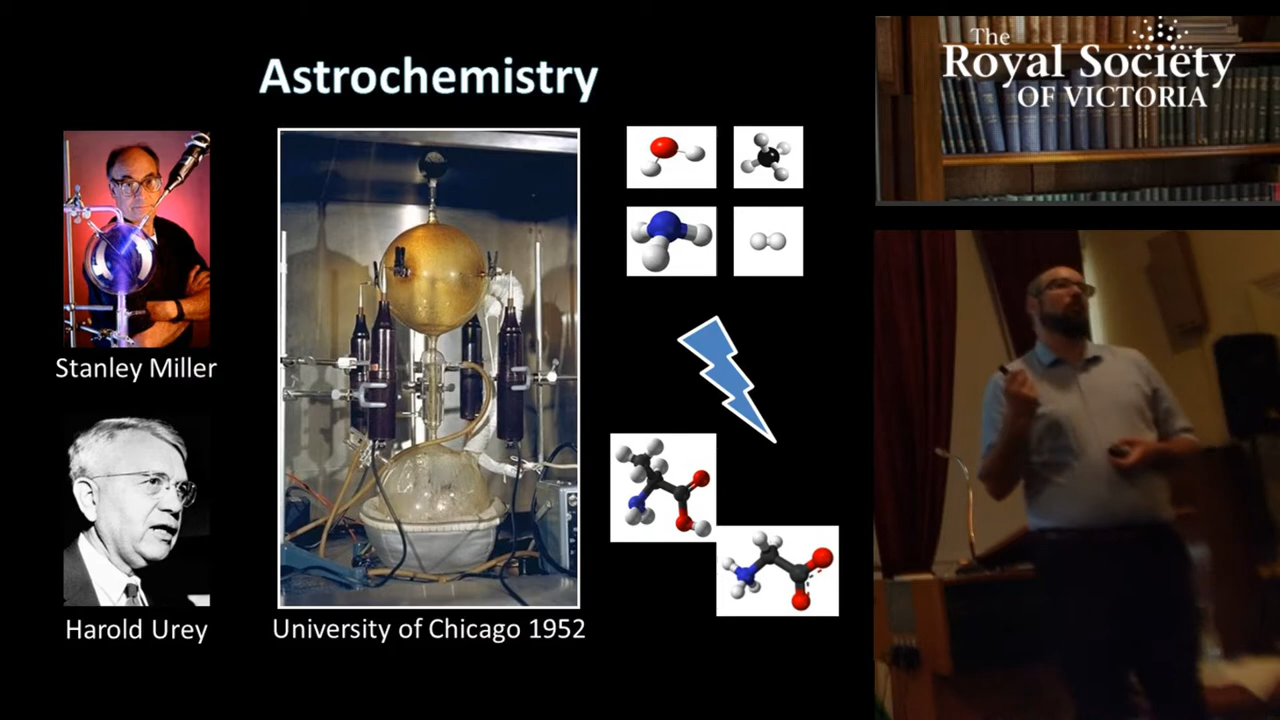 Astrochemistry
Stanley Miller
Harold Urey
University of Chicago 1952
The
Royal Society
OF VICTORIA